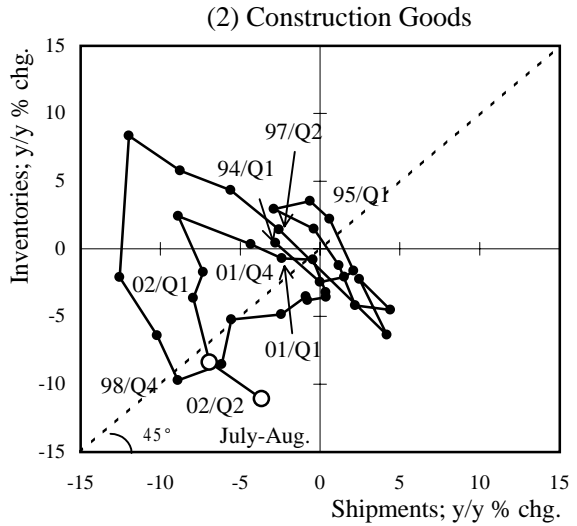 (2) Construction Goods
Inventories; y/y % chg.
15
10
5
0
-5
-10
-15
97/Q2
94/Q1
95/Q1
02/Q1
01/Q4
01/Q1
98/Q4
02/Q2
45°
July-Aug.
-15 -10 -5 0 5 10 15
Shipments; y/y % chg.